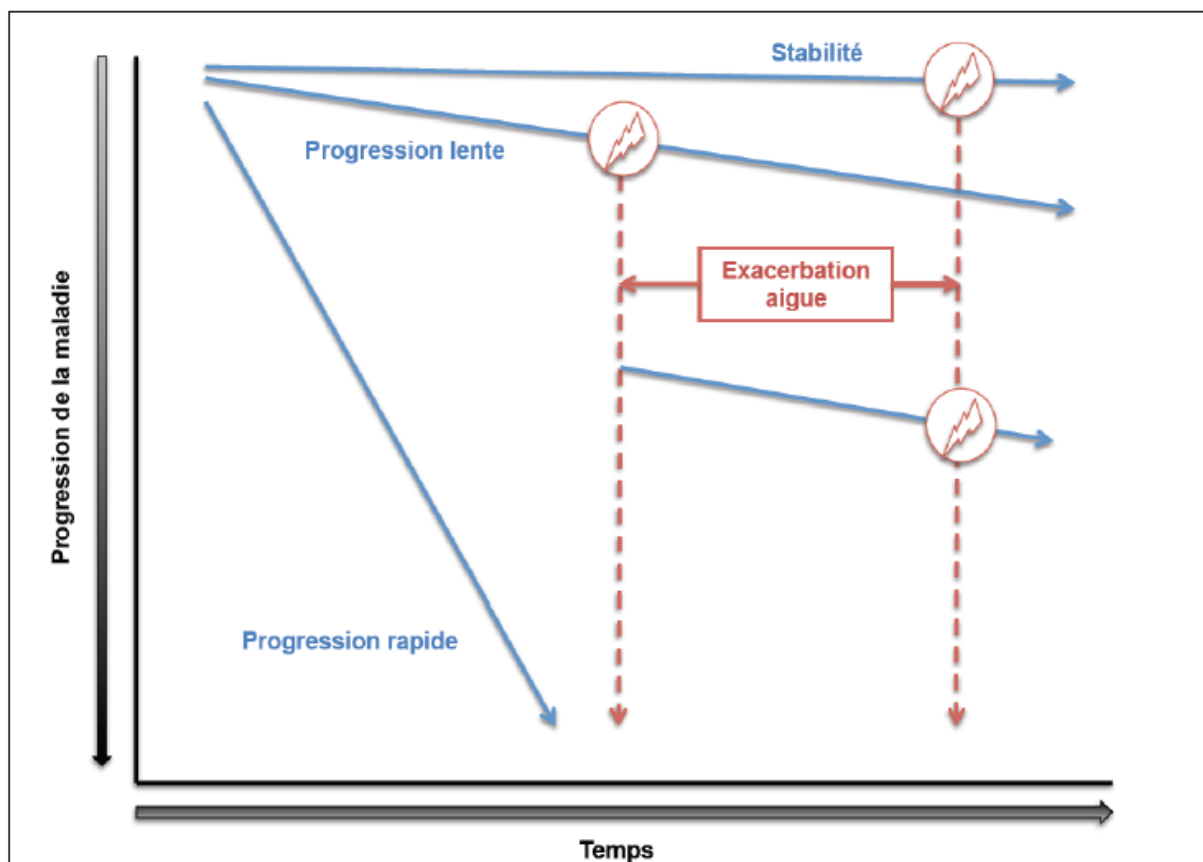 Stabilité
Progression lente
Exacerbation
aigue
Progression de la maladie
Progression rapide
Temps